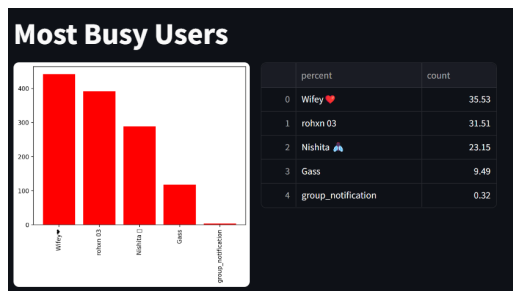 Most Busy Users
400
300
200
100
0
Wifey❤
rohxn 03
Nishita ▯
Gass
group_notification
percent count
0 Wifey ❤️ 35.53
1 rohxn 03 31.51
2 Nishita 🫁 23.15
3 Gass 9.49
4 group_notification 0.32